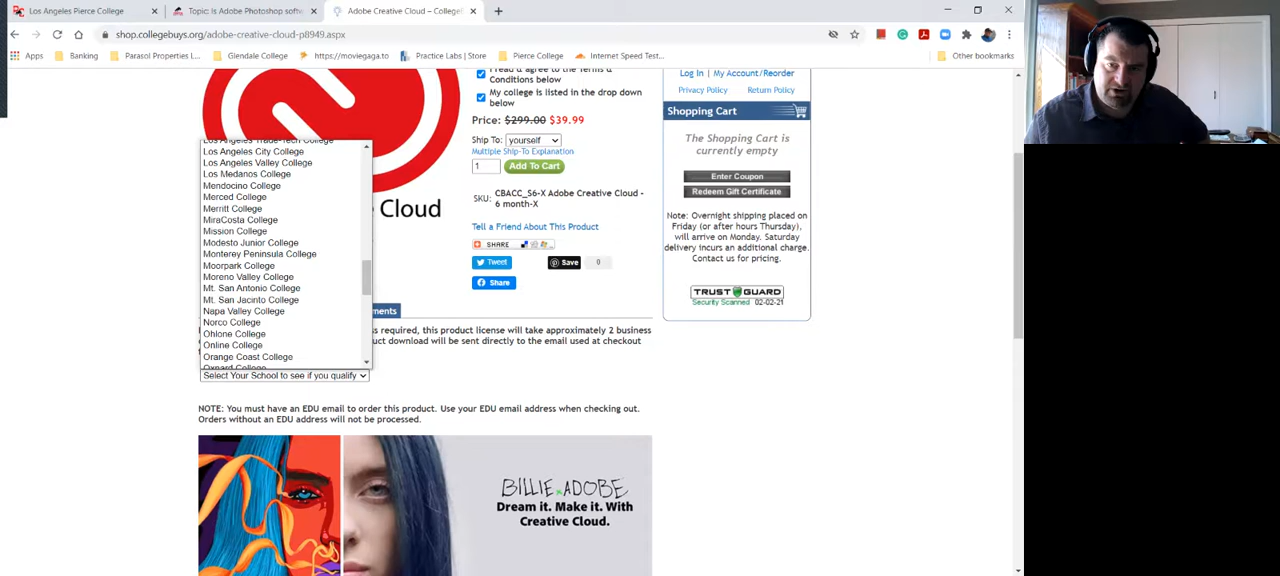 Los Angeles Pierce College
Topic: Is Adobe Photoshop softw
Adobe Creative Cloud – College
shop.collegebuys.org/adobe-creative-cloud-p8949.aspx
Apps
Banking
Parasol Properties L...
Glendale College
https://moviegaga.to
Practice Labs | Store
Pierce College
Internet Speed Test...
Other bookmarks
I read & agree to the Terms &
Conditions below
My college is listed in the drop down
below
Price: $299.00 $39.99
Ship To: yourself
Multiple Ship-To Explanation
1 Add To Cart
SKU: CBACC_S6-X Adobe Creative Cloud -
6 month-X
Tell a Friend About This Product
SHARE
Tweet
Save
0
Share
Log In | My Account/Reorder
Privacy Policy
Return Policy
Shopping Cart
The Shopping Cart is
currently empty
Enter Coupon
Redeem Gift Certificate
Note: Overnight shipping placed on
Friday (or after hours Thursday),
will arrive on Monday. Saturday
delivery incurs an additional charge.
Contact us for pricing.
TRUST GUARD
Security Scanned 02-02-21
Cloud
Los Angeles Trade-Tech College
Los Angeles City College
Los Angeles Valley College
Los Medanos College
Mendocino College
Merced College
Merritt College
MiraCosta College
Mission College
Modesto Junior College
Monterey Peninsula College
Moorpark College
Moreno Valley College
Mt. San Antonio College
Mt. San Jacinto College
Napa Valley College
Norco College
Ohlone College
Online College
Orange Coast College
Oxnard College
Select Your School to see if you qualify
ments
s required, this product license will take approximately 2 business
duct download will be sent directly to the email used at checkout
NOTE: You must have an EDU email to order this product. Use your EDU email address when checking out.
Orders without an EDU address will not be processed.
BILLIE x ADOBE
Dream it. Make it. With
Creative Cloud.